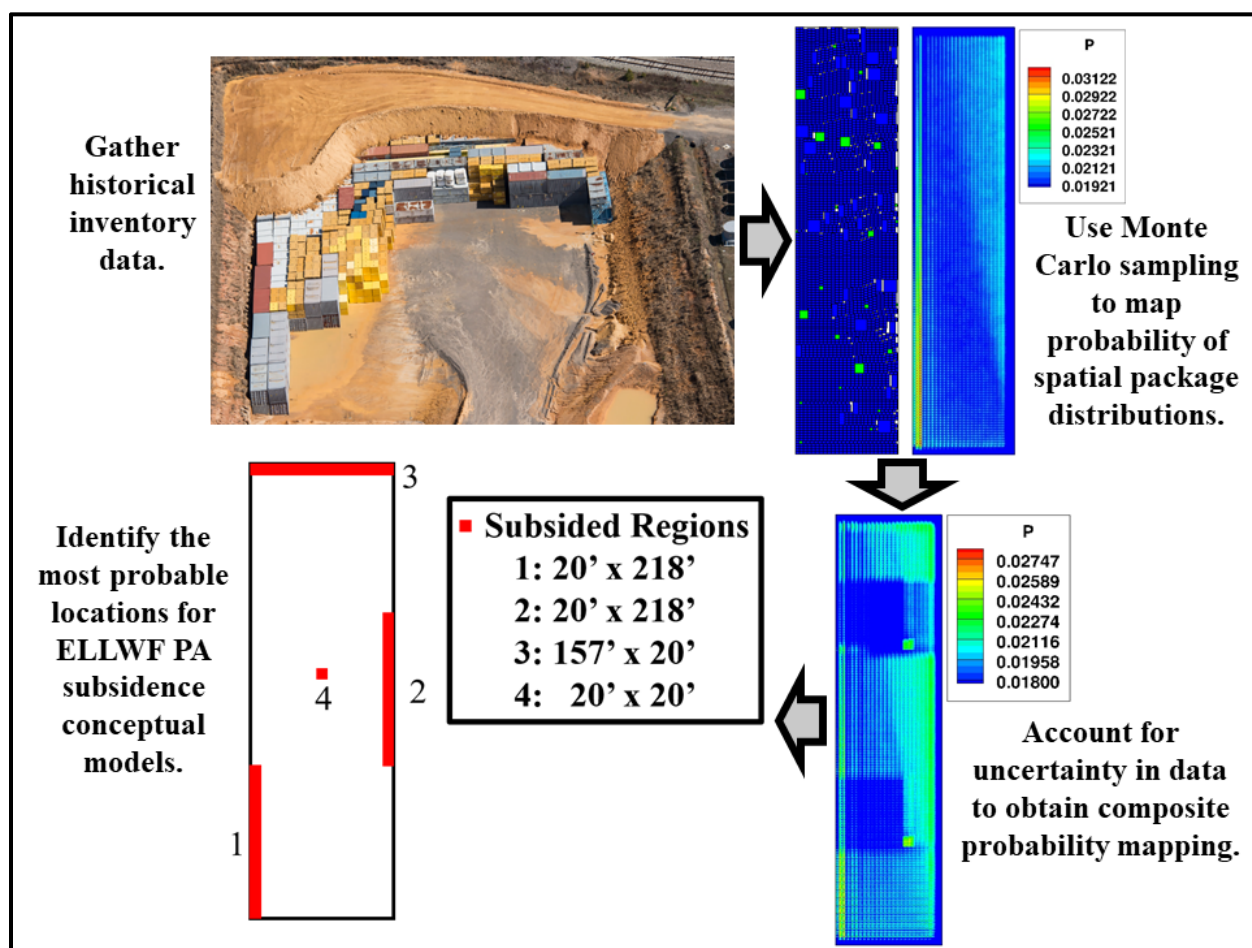 Gather
historical
inventory
data.
P
0.03122
0.02922
0.02722
0.02521
0.02321
0.02121
0.01921
Use Monte
Carlo sampling
to map
probability of
spatial package
distributions.
P
0.02747
0.02589
0.02432
0.02274
0.02116
0.01958
0.01800
Account for
uncertainty in data
to obtain composite
probability mapping.
Subsided Regions
1: 20’ x 218’
2: 20’ x 218’
3: 157’ x 20’
4: 20’ x 20’
3
4
2
1
Identify the
most probable
locations for
ELLWF PA
subsidence
conceptual
models.